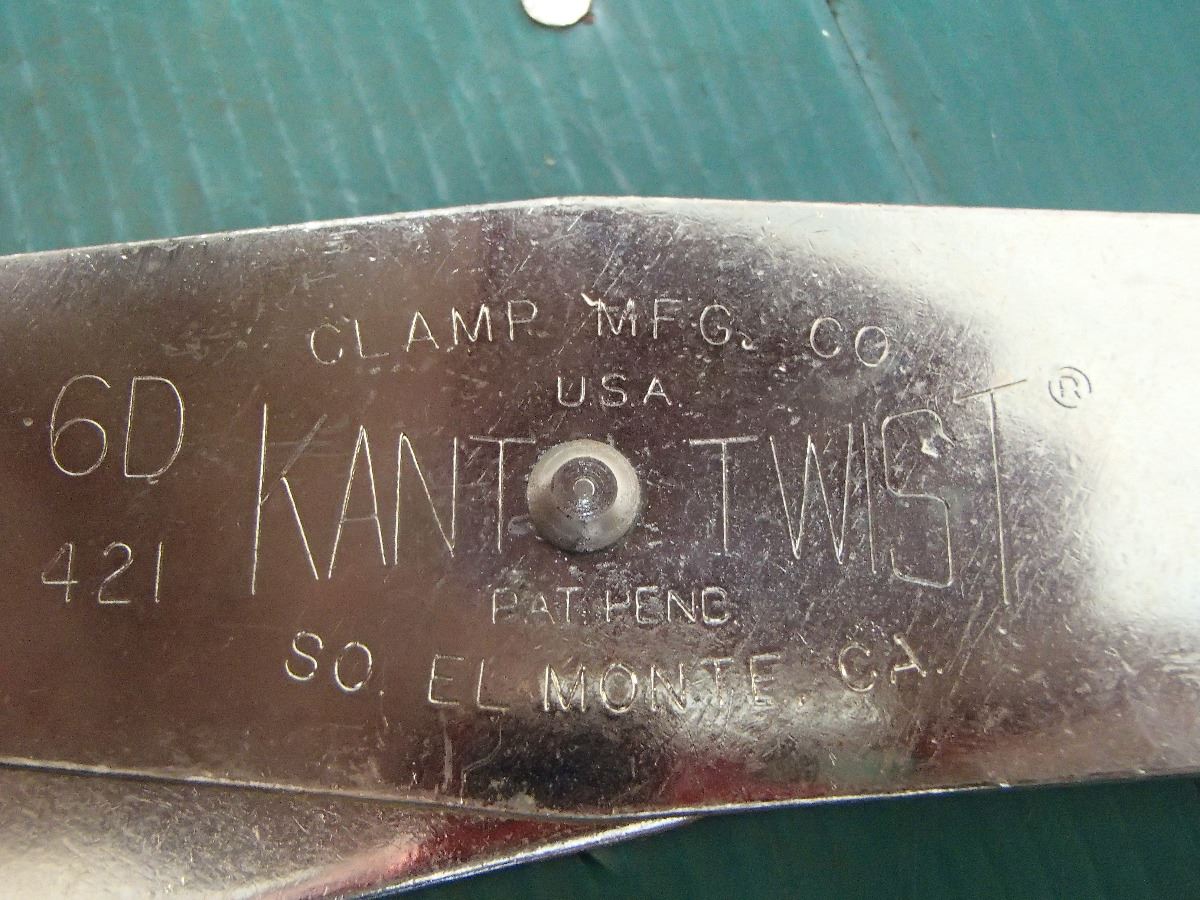 CLAMP MFG. CO
USA
6D
KANT TWIST ®
421
PAT. PEND.
SO. EL MONTE, CA.